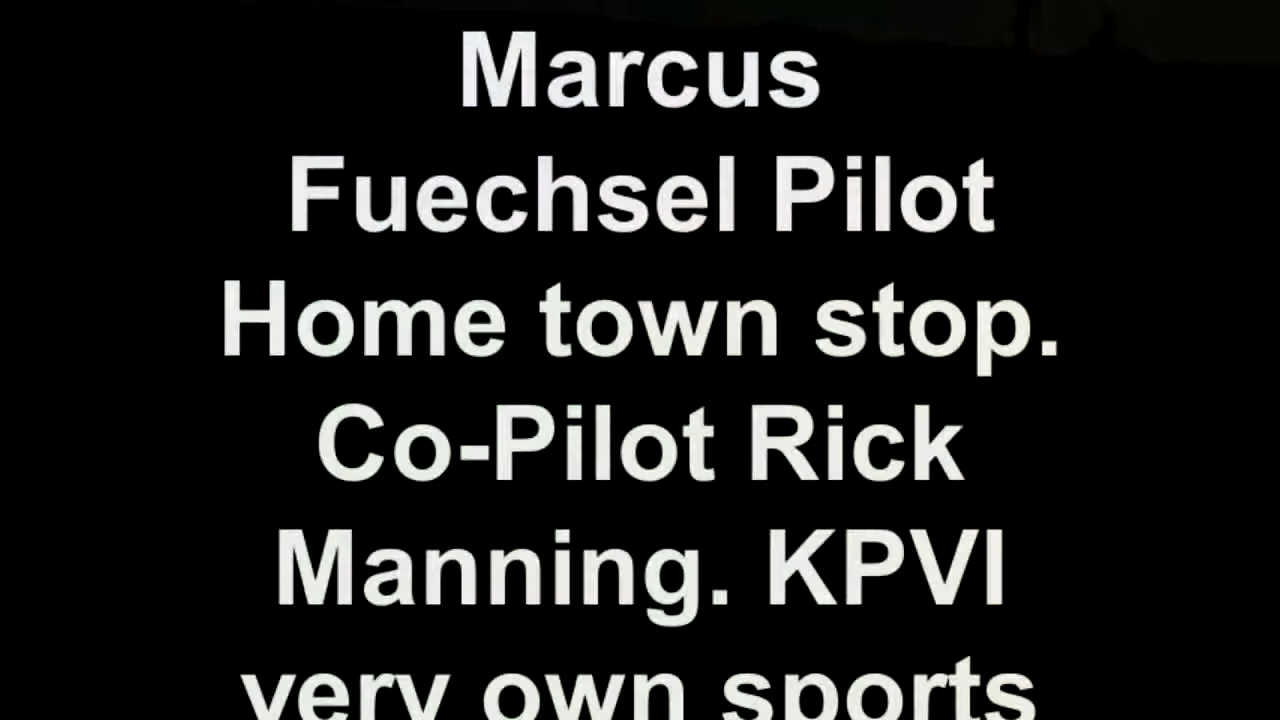 Marcus
Fuechsel Pilot
Home town stop.
Co-Pilot Rick
Manning. KPVI
very own sports